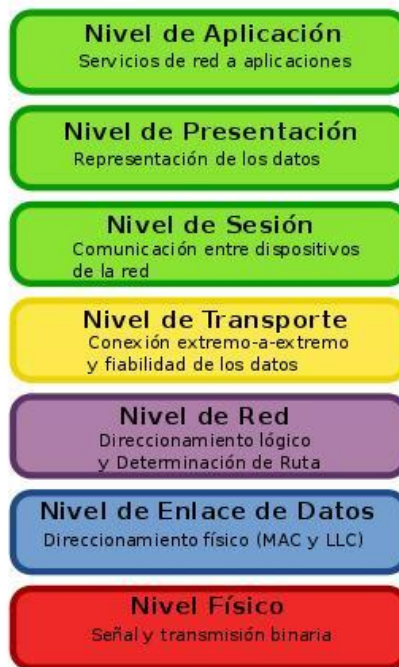 Nivel de Aplicación
Servicios de red a aplicaciones
Nivel de Presentación
Representación de los datos
Nivel de Sesión
Comunicación entre dispositivos
de la red
Nivel de Transporte
Conexión extremo-a-extremo
y fiabilidad de los datos
Nivel de Red
Direccionamiento lógico
y Determinación de Ruta
Nivel de Enlace de Datos
Direccionamiento físico (MAC y LLC)
Nivel Físico
Señal y transmisión binaria